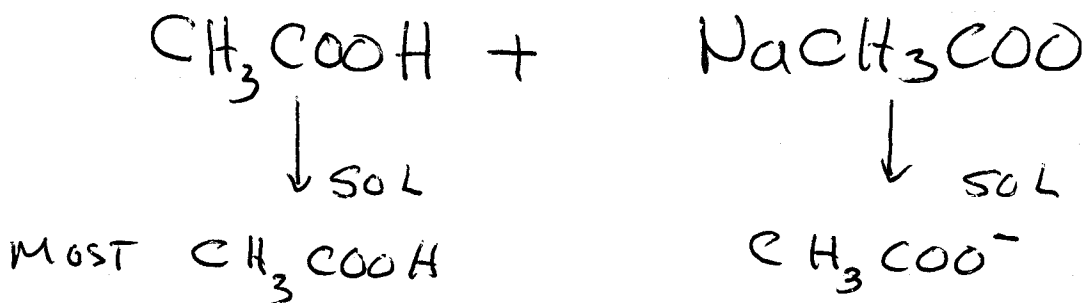 CH₃COOH + NaCH₃COO
↓ SOL ↓ SOL
MOST CH₃COOH CH₃COO⁻